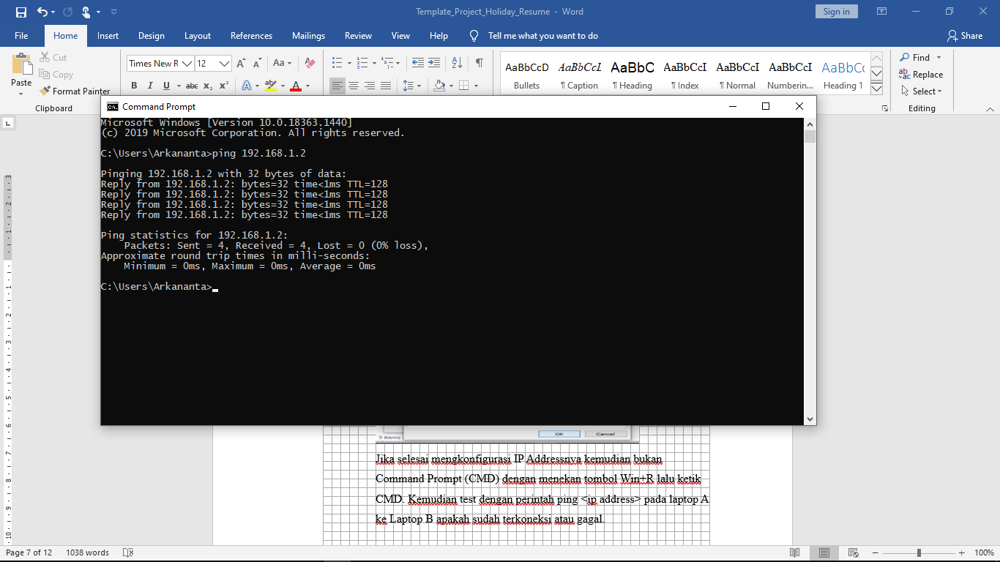 Template_Project_Holiday_Resume - Word
Sign in
File Home Insert Design Layout References Mailings Review View Help Tell me what you want to do Share
Paste
Cut
Copy
Format Painter
Clipboard
Times New R 12
AaBbCcD AaBbCcI AaBbC AaBbCcI AaBbCcI AaBbCcI AaBbCc
Bullets ¶ Caption ¶ Heading ¶ Index ¶ Normal Numberin... Heading 1
Find
Replace
Select
Editing
Command Prompt
Microsoft Windows [Version 10.0.18363.1440]
(c) 2019 Microsoft Corporation. All rights reserved.
C:\Users\Arkananta>ping 192.168.1.2
Pinging 192.168.1.2 with 32 bytes of data:
Reply from 192.168.1.2: bytes=32 time<1ms TTL=128
Reply from 192.168.1.2: bytes=32 time<1ms TTL=128
Reply from 192.168.1.2: bytes=32 time<1ms TTL=128
Reply from 192.168.1.2: bytes=32 time<1ms TTL=128
Ping statistics for 192.168.1.2:
Packets: Sent = 4, Received = 4, Lost = 0 (0% loss),
Approximate round trip times in milli-seconds:
Minimum = 0ms, Maximum = 0ms, Average = 0ms
C:\Users\Arkananta>
5 items
OK Cancel
Jika selesai mengkonfigurasi IP Addressnya kemudian bukan
Command Prompt (CMD) dengan menekan tombol Win+R lalu ketik
CMD. Kemudian test dengan perintah ping <ip address> pada laptop A
ke Laptop B apakah sudah terkoneksi atau gagal.
Page 7 of 12 1038 words
100%